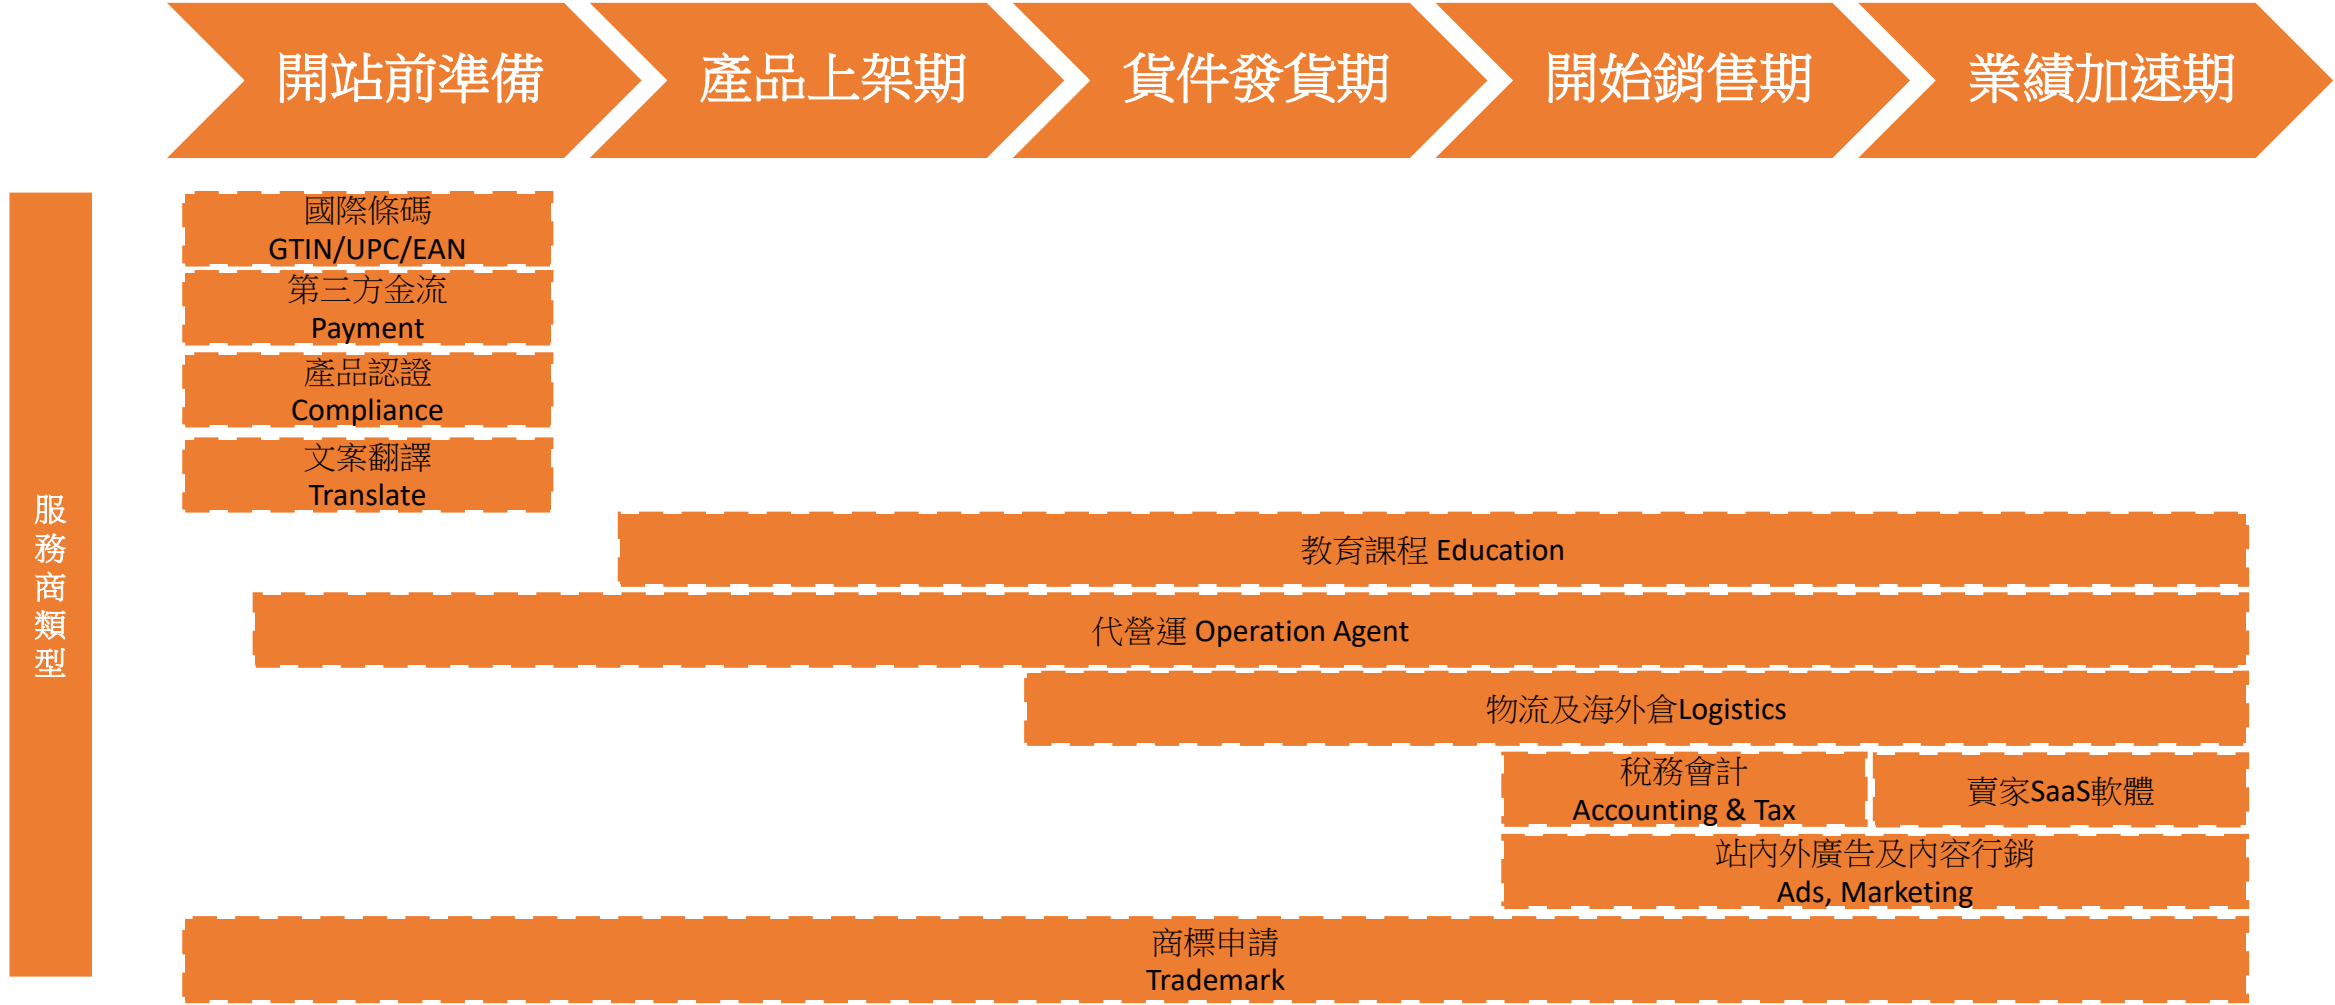 開站前準備
產品上架期
貨件發貨期
開始銷售期
業績加速期
服務商類型
國際條碼
GTIN/UPC/EAN
第三方金流
Payment
產品認證
Compliance
文案翻譯
Translate
教育課程 Education
代營運 Operation Agent
物流及海外倉Logistics
稅務會計
Accounting & Tax
賣家SaaS軟體
站內外廣告及內容行銷
Ads, Marketing
商標申請
Trademark